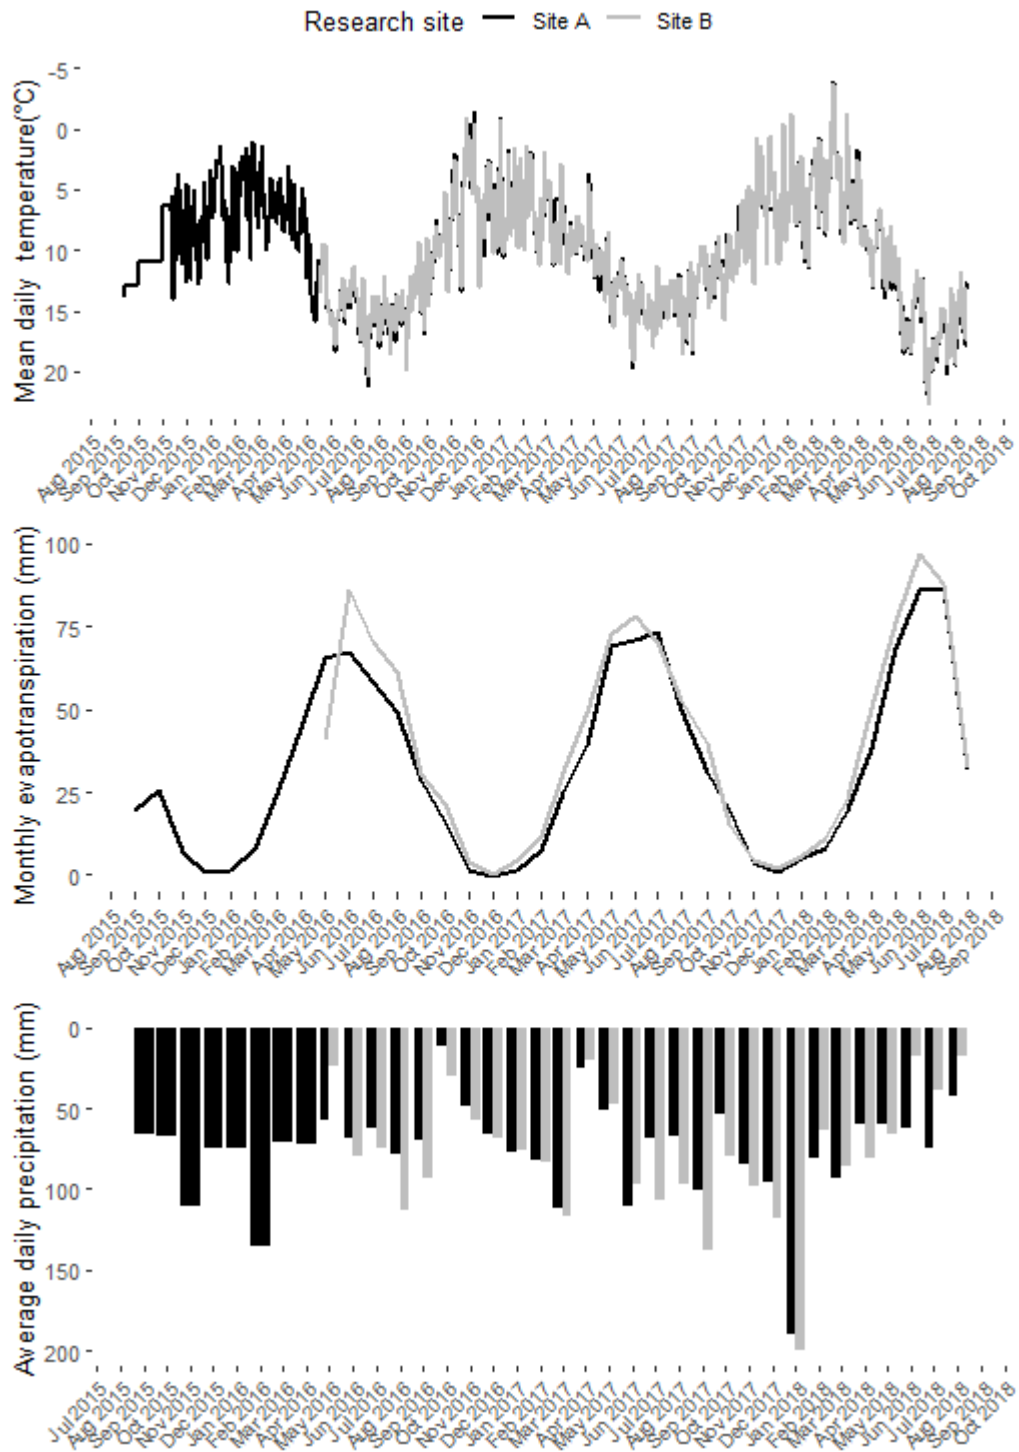 Research site Site A Site B
Mean daily temperature(°C)
-5
0
5
10
15
20
Aug 2015
Sep 2015
Oct 2015
Nov 2015
Dec 2015
Jan 2016
Feb 2016
Mar 2016
Apr 2016
May 2016
Jun 2016
Jul 2016
Aug 2016
Sep 2016
Oct 2016
Nov 2016
Dec 2016
Jan 2017
Feb 2017
Mar 2017
Apr 2017
May 2017
Jun 2017
Jul 2017
Aug 2017
Sep 2017
Oct 2017
Nov 2017
Dec 2017
Jan 2018
Feb 2018
Mar 2018
Apr 2018
May 2018
Jun 2018
Jul 2018
Aug 2018
Sep 2018
Oct 2018
Monthly evapotranspiration (mm)
100
75
50
25
0
Aug 2015
Sep 2015
Oct 2015
Nov 2015
Dec 2015
Jan 2016
Feb 2016
Mar 2016
Apr 2016
May 2016
Jun 2016
Jul 2016
Aug 2016
Sep 2016
Oct 2016
Nov 2016
Dec 2016
Jan 2017
Feb 2017
Mar 2017
Apr 2017
May 2017
Jun 2017
Jul 2017
Aug 2017
Sep 2017
Oct 2017
Nov 2017
Dec 2017
Jan 2018
Feb 2018
Mar 2018
Apr 2018
May 2018
Jun 2018
Jul 2018
Aug 2018
Sep 2018
Average daily precipitation (mm)
0
50
100
150
200
Jul 2015
Aug 2015
Sep 2015
Oct 2015
Nov 2015
Dec 2015
Jan 2016
Feb 2016
Mar 2016
Apr 2016
May 2016
Jun 2016
Jul 2016
Aug 2016
Sep 2016
Oct 2016
Nov 2016
Dec 2016
Jan 2017
Feb 2017
Mar 2017
Apr 2017
May 2017
Jun 2017
Jul 2017
Aug 2017
Sep 2017
Oct 2017
Nov 2017
Dec 2017
Jan 2018
Feb 2018
Mar 2018
Apr 2018
May 2018
Jun 2018
Jul 2018
Aug 2018
Sep 2018
Oct 2018